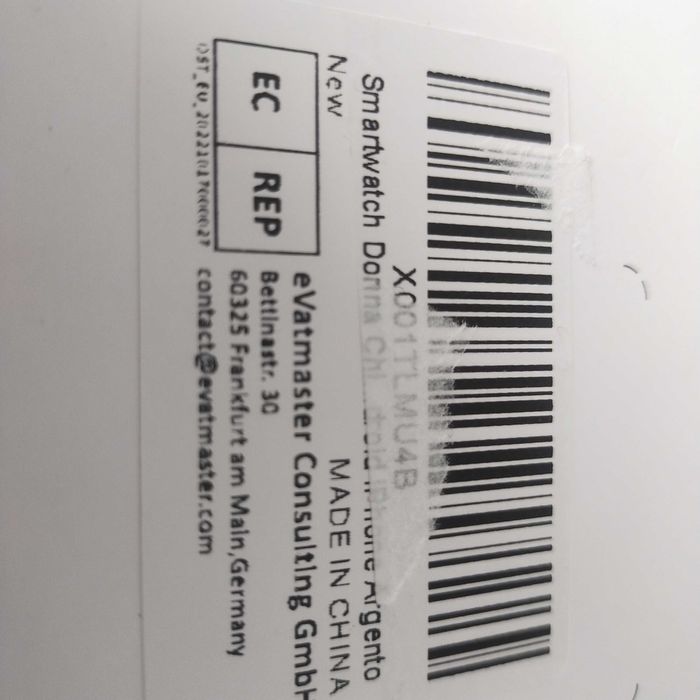 X001TLMU4B
Smartwatch Donna Argento
New MADE IN CHINA
EC REP
eVatmaster Consulting GmbH
Bettinastr. 30
60325 Frankfurt am Main,Germany
contact@evatmaster.com